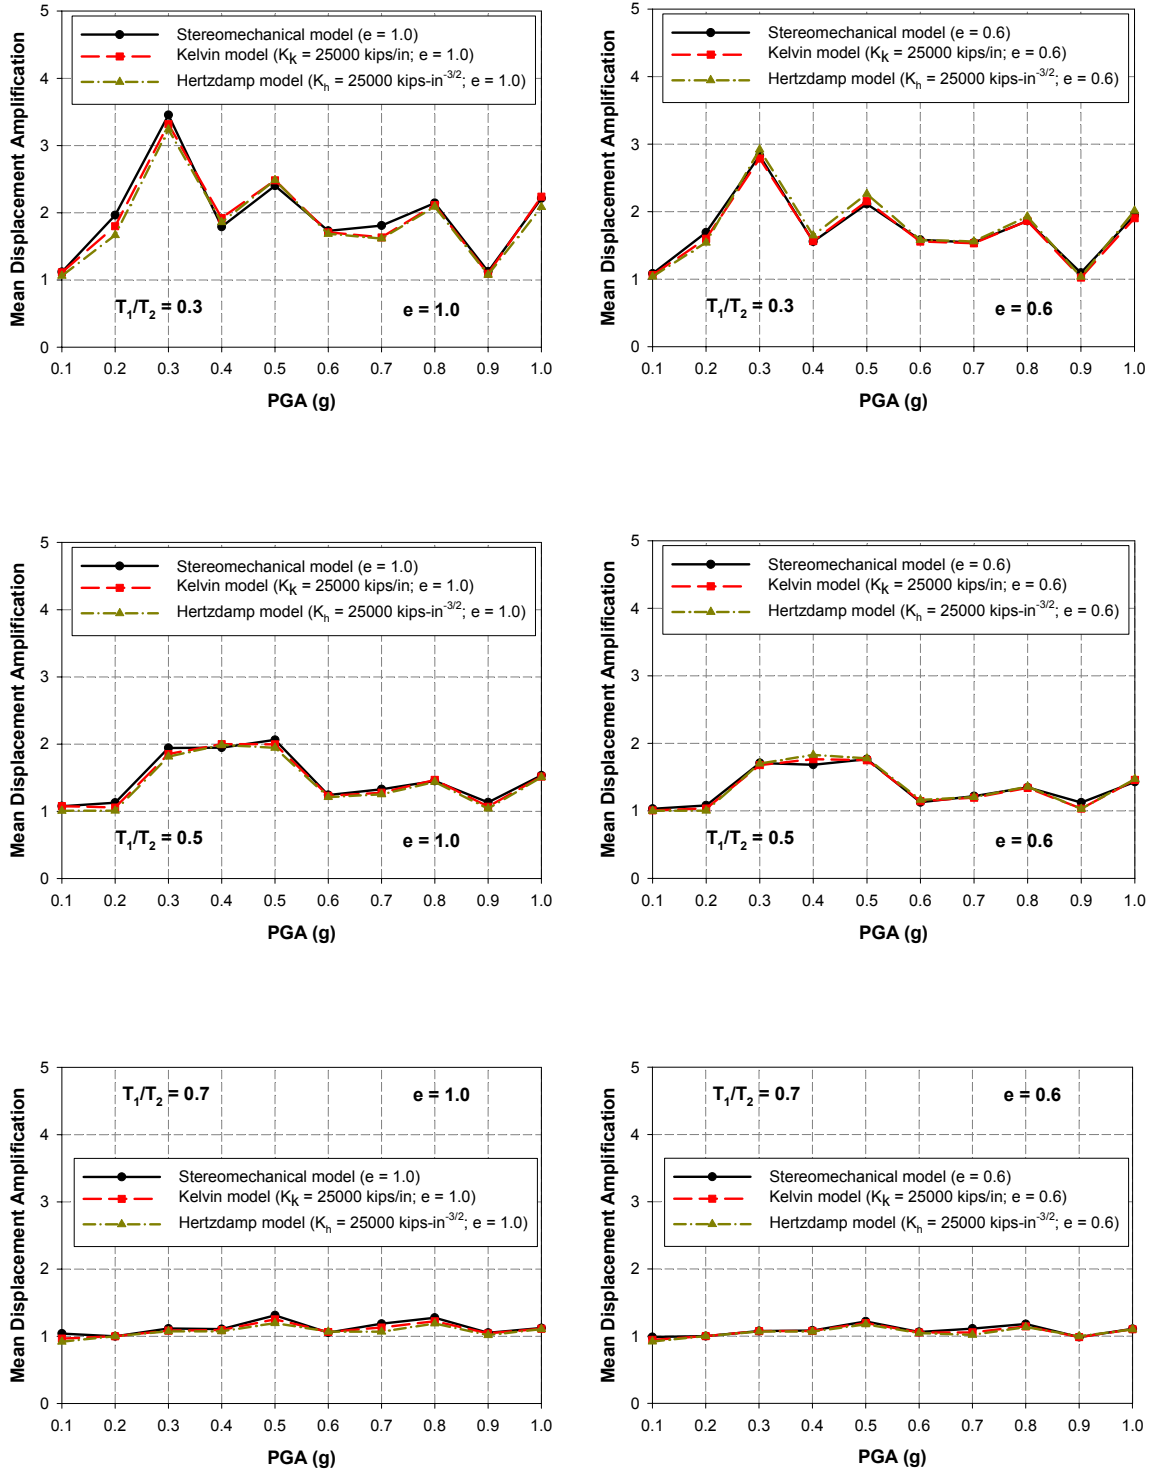 Mean Displacement Amplification
5
4
3
2
1
0
Stereomechanical model (e = 1.0)
Kelvin model (Kk = 25000 kips/in; e = 1.0)
Hertzdamp model (Kh = 25000 kips-in-3/2; e = 1.0)
T1/T2 = 0.3
e = 1.0
0.1 0.2 0.3 0.4 0.5 0.6 0.7 0.8 0.9 1.0
PGA (g)
Mean Displacement Amplification
5
4
3
2
1
0
Stereomechanical model (e = 0.6)
Kelvin model (Kk = 25000 kips/in; e = 0.6)
Hertzdamp model (Kh = 25000 kips-in-3/2; e = 0.6)
T1/T2 = 0.3
e = 0.6
0.1 0.2 0.3 0.4 0.5 0.6 0.7 0.8 0.9 1.0
PGA (g)
Mean Displacement Amplification
5
4
3
2
1
0
Stereomechanical model (e = 1.0)
Kelvin model (Kk = 25000 kips/in; e = 1.0)
Hertzdamp model (Kh = 25000 kips-in-3/2; e = 1.0)
T1/T2 = 0.5
e = 1.0
0.1 0.2 0.3 0.4 0.5 0.6 0.7 0.8 0.9 1.0
PGA (g)
Mean Displacement Amplification
5
4
3
2
1
0
Stereomechanical model (e = 0.6)
Kelvin model (Kk = 25000 kips/in; e = 0.6)
Hertzdamp model (Kh = 25000 kips-in-3/2; e = 0.6)
T1/T2 = 0.5
e = 0.6
0.1 0.2 0.3 0.4 0.5 0.6 0.7 0.8 0.9 1.0
PGA (g)
Mean Displacement Amplification
5
4
3
2
1
0
T1/T2 = 0.7
e = 1.0
Stereomechanical model (e = 1.0)
Kelvin model (Kk = 25000 kips/in; e = 1.0)
Hertzdamp model (Kh = 25000 kips-in-3/2; e = 1.0)
0.1 0.2 0.3 0.4 0.5 0.6 0.7 0.8 0.9 1.0
PGA (g)
Mean Displacement Amplification
5
4
3
2
1
0
T1/T2 = 0.7
e = 0.6
Stereomechanical model (e = 0.6)
Kelvin model (Kk = 25000 kips/in; e = 0.6)
Hertzdamp model (Kh = 25000 kips-in-3/2; e = 0.6)
0.1 0.2 0.3 0.4 0.5 0.6 0.7 0.8 0.9 1.0
PGA (g)